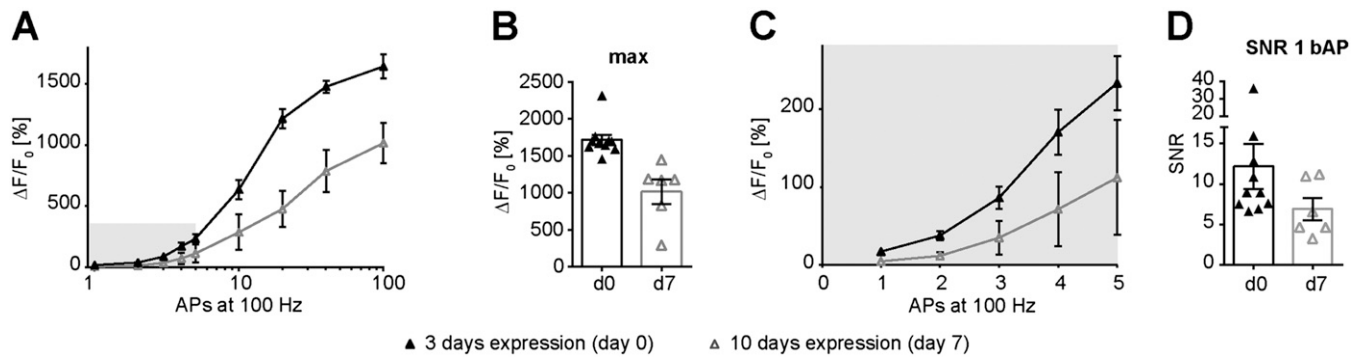 A
ΔF/F0 [%]
1500
1000
500
0
1 10 100
APs at 100 Hz
B
max
ΔF/F0 [%]
2500
2000
1500
1000
500
0
d0 d7
C
ΔF/F0 [%]
200
100
0
0 1 2 3 4 5
APs at 100 Hz
D
SNR 1 bAP
SNR
40
30
15
10
5
0
d0 d7
▲ 3 days expression (day 0) △ 10 days expression (day 7)